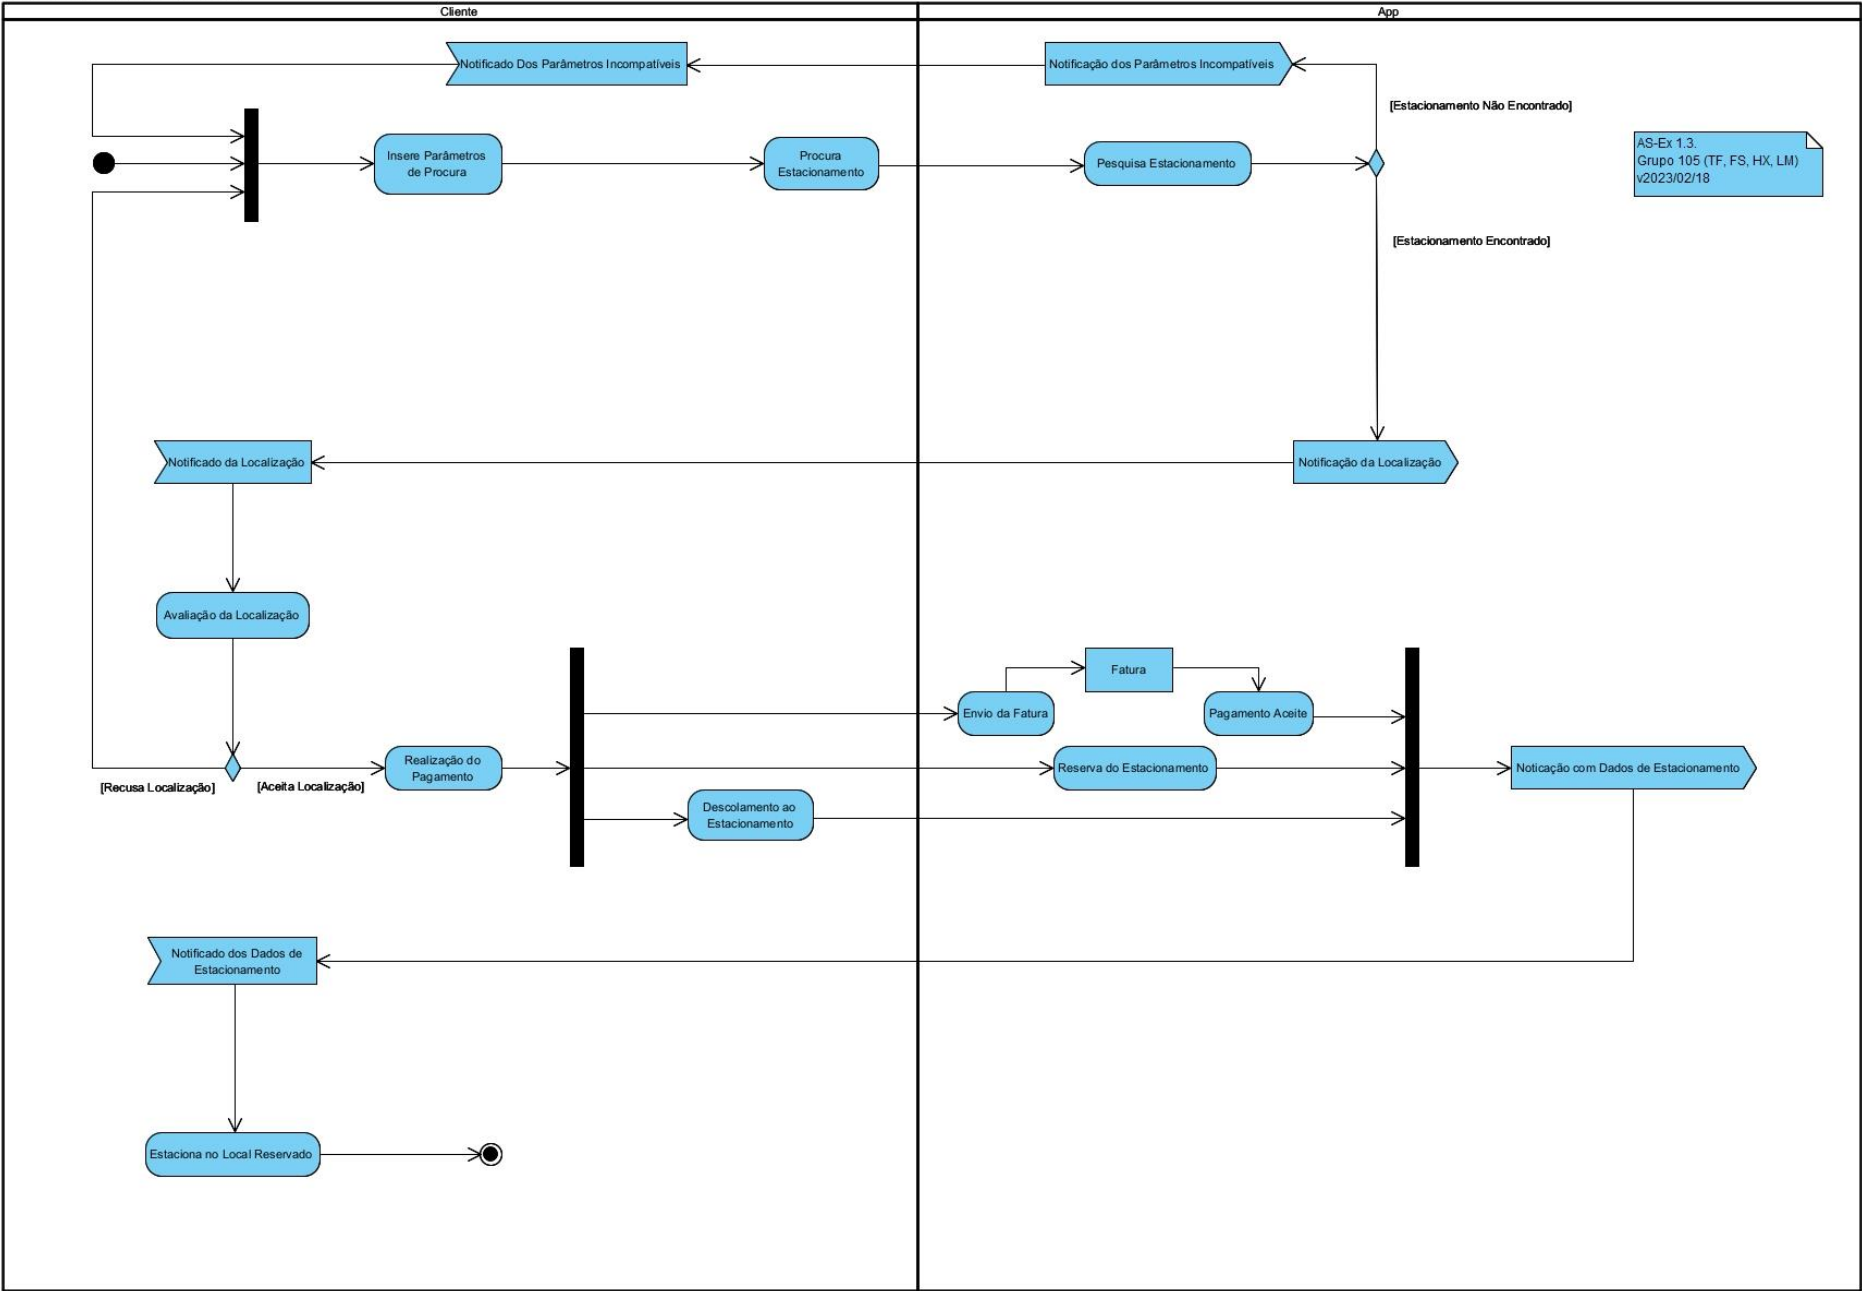 Cliente
App
Notificado Dos Parâmetros Incompatíveis
Notificação dos Parâmetros Incompatíveis
[Estacionamento Não Encontrado]
Insere Parâmetros
de Procura
Procura
Estacionamento
Pesquisa Estacionamento
AS-Ex 1.3.
Grupo 105 (TF, FS, HX, LM)
v2023/02/18
[Estacionamento Encontrado]
Notificado da Localização
Notificação da Localização
Avaliação da Localização
Fatura
Envio da Fatura
Pagamento Aceite
[Recusa Localização]
[Aceita Localização]
Realização do
Pagamento
Reserva do Estacionamento
Noticação com Dados de Estacionamento
Descolamento ao
Estacionamento
Notificado dos Dados de
Estacionamento
Estaciona no Local Reservado